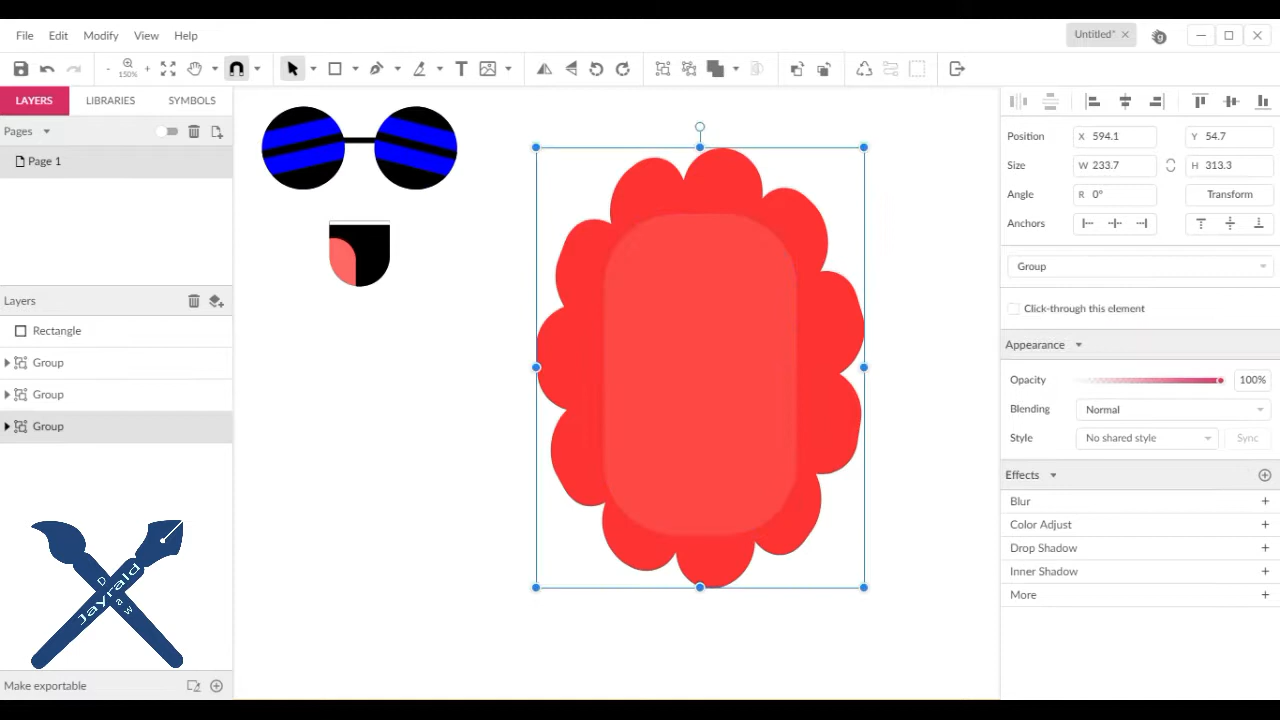 File Edit Modify View Help
Untitled* ×
- 150% +
LAYERS LIBRARIES SYMBOLS
Pages
Page 1
Layers
Rectangle
Group
Group
Group
Jayraid
Draw
Make exportable
Position X 594.1 Y 54.7
Size W 233.7 H 313.3
Angle R 0° Transform
Anchors
Group
Click-through this element
Appearance
Opacity 100%
Blending Normal
Style No shared style Sync
Effects
Blur +
Color Adjust +
Drop Shadow +
Inner Shadow +
More +